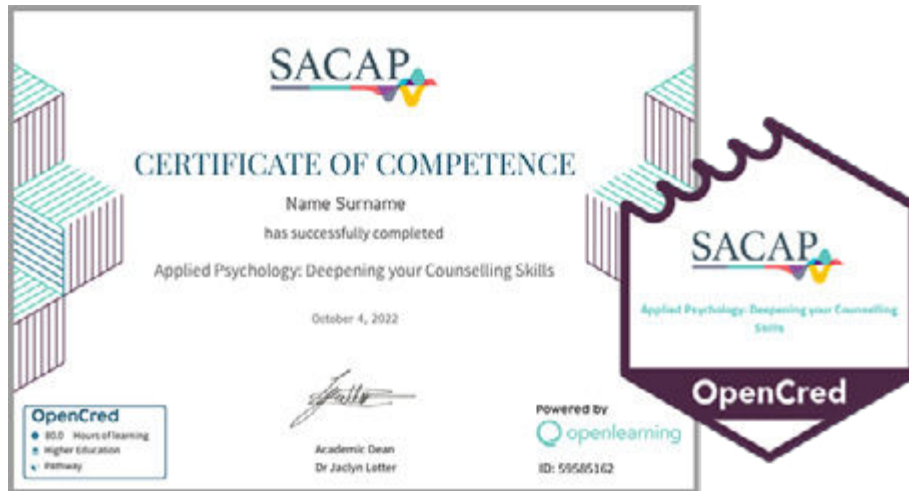 SACAP
CERTIFICATE OF COMPETENCE
Name Surname
has successfully completed
Applied Psychology: Deepening your Counselling Skills
October 4, 2022
OpenCred
80.0 Hours of learning
Higher Education
Pathway
Academic Dean
Dr Jaclyn Lotter
Powered by
openlearning
ID: 59585162
SACAP
Applied Psychology: Deepening your Counselling
Skills
OpenCred